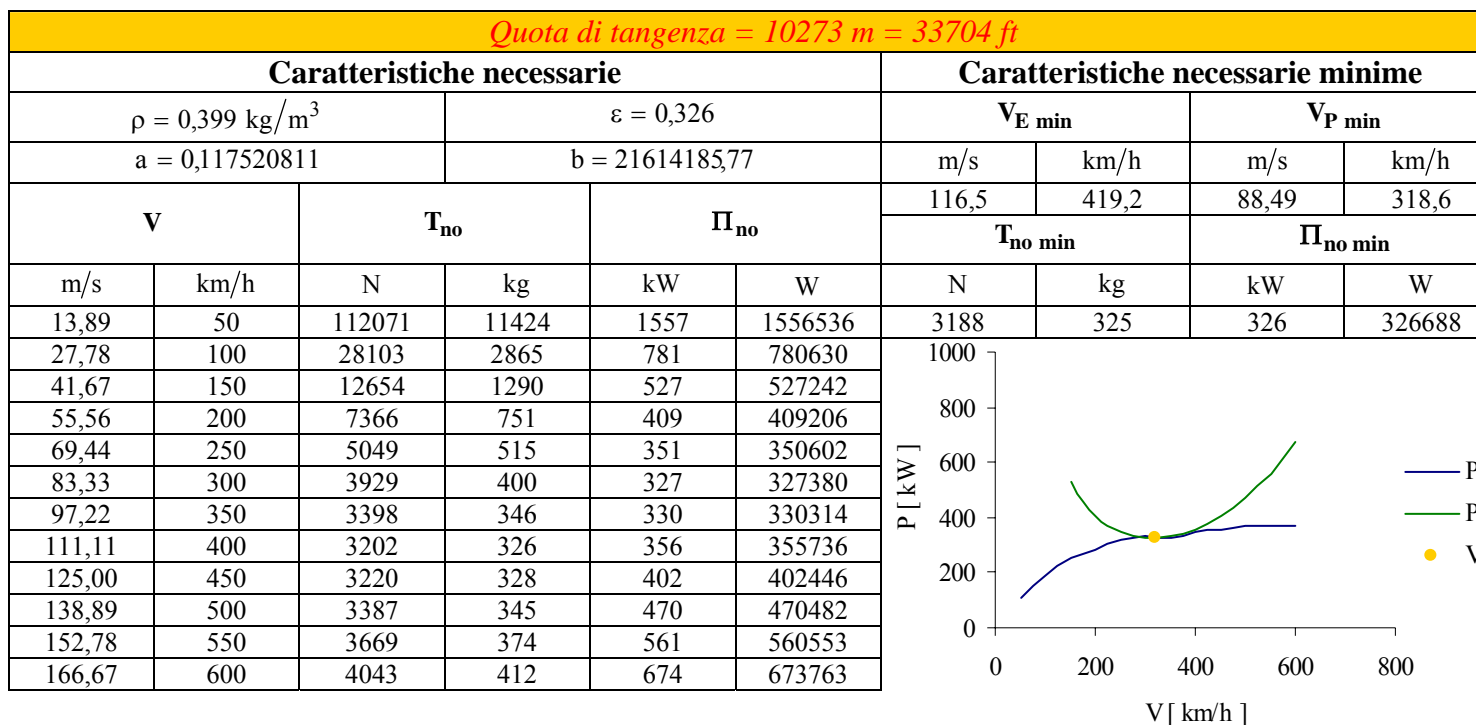 Quota di tangenza = 10273 m = 33704 ft
Caratteristiche necessarie Caratteristiche necessarie minime
ρ = 0,399 kg/m³ ε = 0,326 V_E min V_P min
a = 0,117520811 b = 21614185,77 m/s km/h m/s km/h
116,5 419,2 88,49 318,6
V T_no Π_no T_no min Π_no min
m/s km/h N kg kW W N kg kW W
13,89 50 112071 11424 1557 1556536 3188 325 326 326688
27,78 100 28103 2865 781 780630
41,67 150 12654 1290 527 527242
55,56 200 7366 751 409 409206
69,44 250 5049 515 351 350602
83,33 300 3929 400 327 327380
97,22 350 3398 346 330 330314
111,11 400 3202 326 356 355736
125,00 450 3220 328 402 402446
138,89 500 3387 345 470 470482
152,78 550 3669 374 561 560553
166,67 600 4043 412 674 673763
P [ kW ]
1000
800
600
400
200
0
0 200 400 600 800
V [ km/h ]
P
P
V